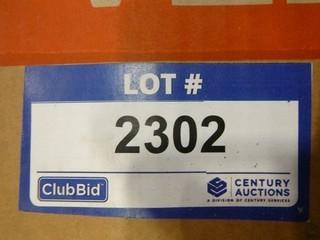 LOT #
2302
ClubBid
CENTURY
AUCTIONS
A DIVISION OF CENTURY SERVICES